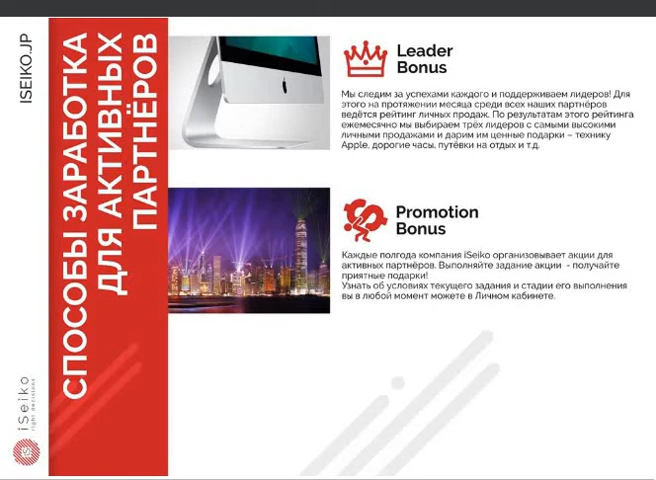 ISEIKO.JP
СПОСОБЫ ЗАРАБОТКА
ДЛЯ АКТИВНЫХ
ПАРТНЁРОВ
iSeiko
right decisions
Leader
Bonus
Мы следим за успехами каждого и поддерживаем лидеров! Для
этого на протяжении месяца среди всех наших партнёров
ведётся рейтинг личных продаж. По результатам этого рейтинга
ежемесячно мы выбираем трёх лидеров с самыми высокими
личными продажами и дарим им ценные подарки – технику
Apple, дорогие часы, путёвки на отдых и т.д.
Promotion
Bonus
Каждые полгода компания iSeiko организовывает акции для
активных партнёров. Выполняйте задание акции - получайте
приятные подарки!
Узнать об условиях текущего задания и стадии его выполнения
вы в любой момент можете в Личном кабинете.